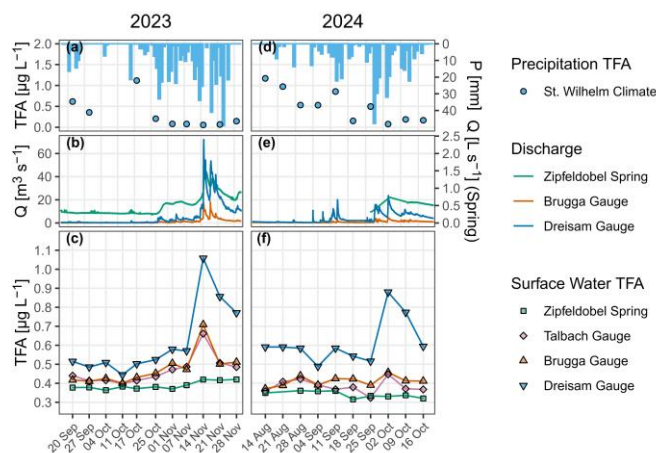 2023
2024
(a)
(d)
TFA [µg L⁻¹]
2.0
1.5
1.0
0.5
0.0
0
10
20
30
40
P [mm]
(b)
(e)
Q [m³ s⁻¹]
60
40
20
0
2.5
2.0
1.5
1.0
0.5
0.0
Q [L s⁻¹] (Spring)
(c)
(f)
TFA [µg L⁻¹]
1.1
1.0
0.9
0.8
0.7
0.6
0.5
0.4
0.3
20 Sep
27 Sep
04 Oct
11 Oct
17 Oct
25 Oct
01 Nov
07 Nov
14 Nov
21 Nov
28 Nov
14 Aug
21 Aug
28 Aug
04 Sep
11 Sep
18 Sep
25 Sep
02 Oct
09 Oct
16 Oct
Precipitation TFA
St. Wilhelm Climate
Discharge
Zipfeldobel Spring
Brugga Gauge
Dreisam Gauge
Surface Water TFA
Zipfeldobel Spring
Talbach Gauge
Brugga Gauge
Dreisam Gauge